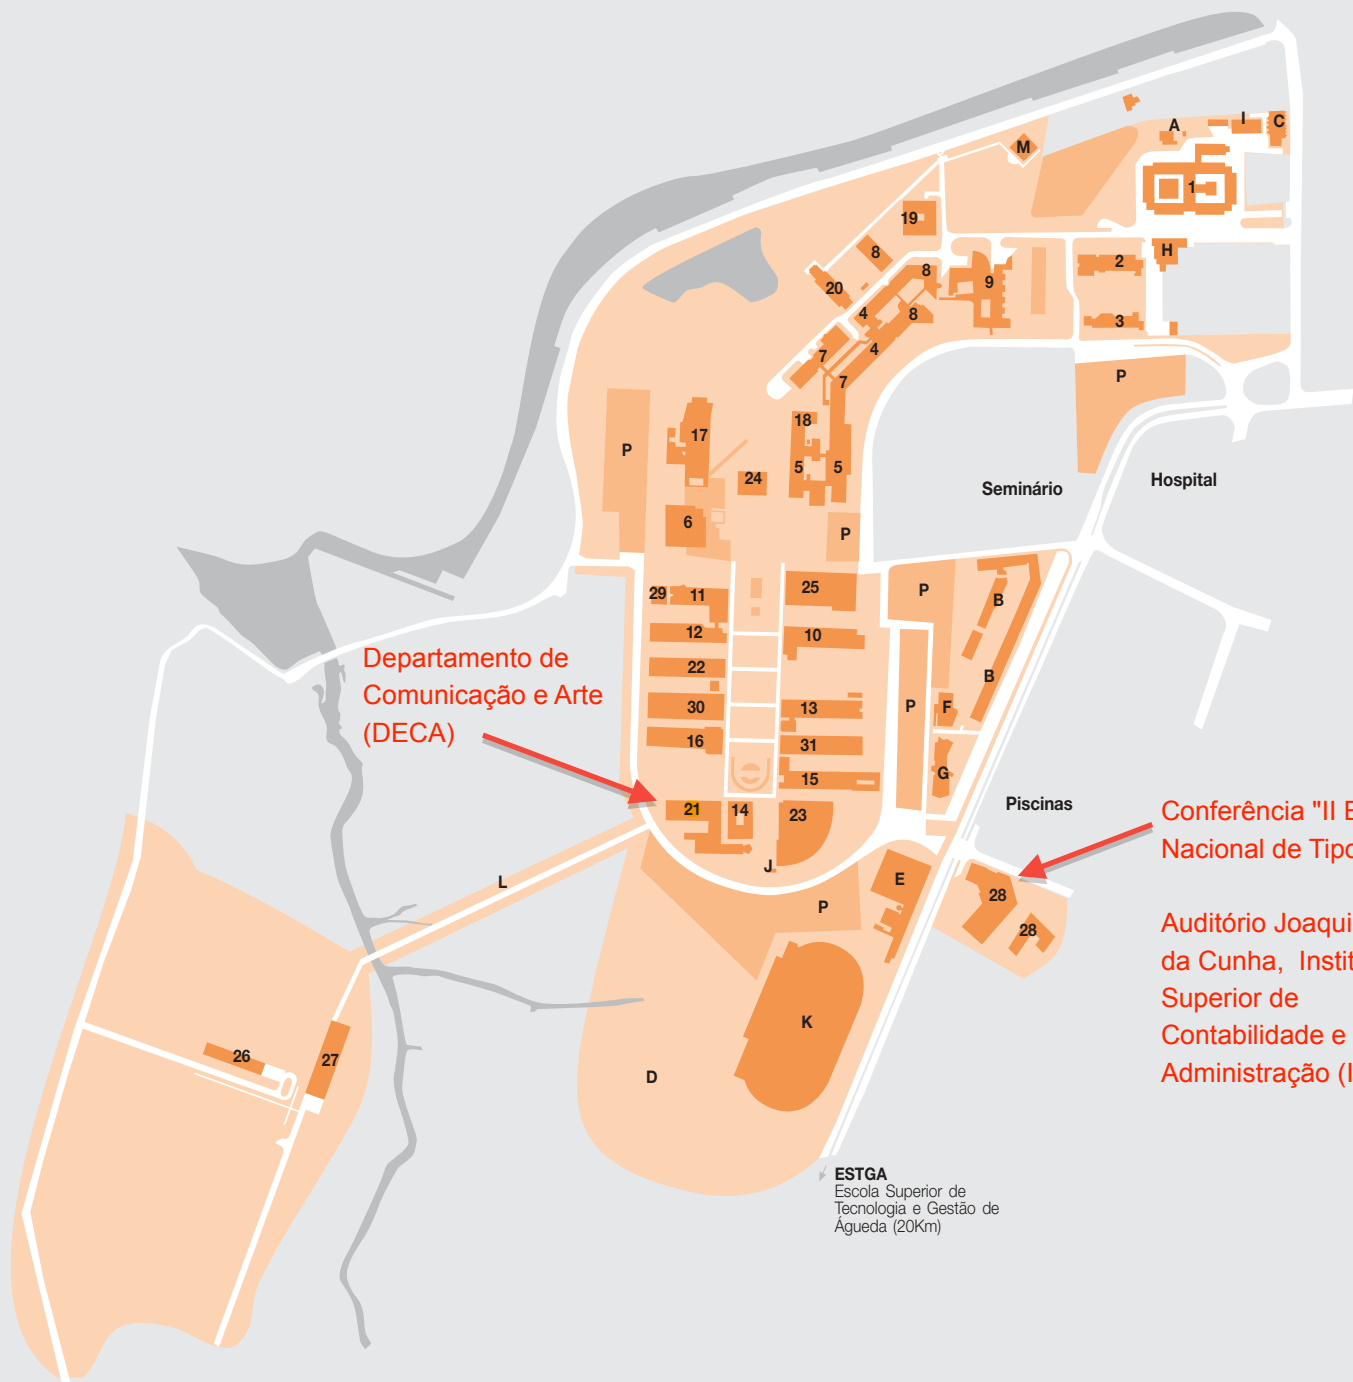 A
I
C
M
1
19
8
8
2
H
20
9
4
8
3
7
4
7
P
18
17
P
5
5
24
Seminário
Hospital
6
P
29
11
25
P
B
12
10
22
B
30
13
P
F
16
31
15
G
Departamento de
Comunicação e Arte
(DECA)
Piscinas
21
14
23
Conferência "II E
Nacional de Tipo
J
L
E
P
28
28
Auditório Joaqui
da Cunha, Instit
Superior de
Contabilidade e
Administração (I
K
26
27
D
ESTGA
Escola Superior de
Tecnologia e Gestão de
Águeda (20Km)